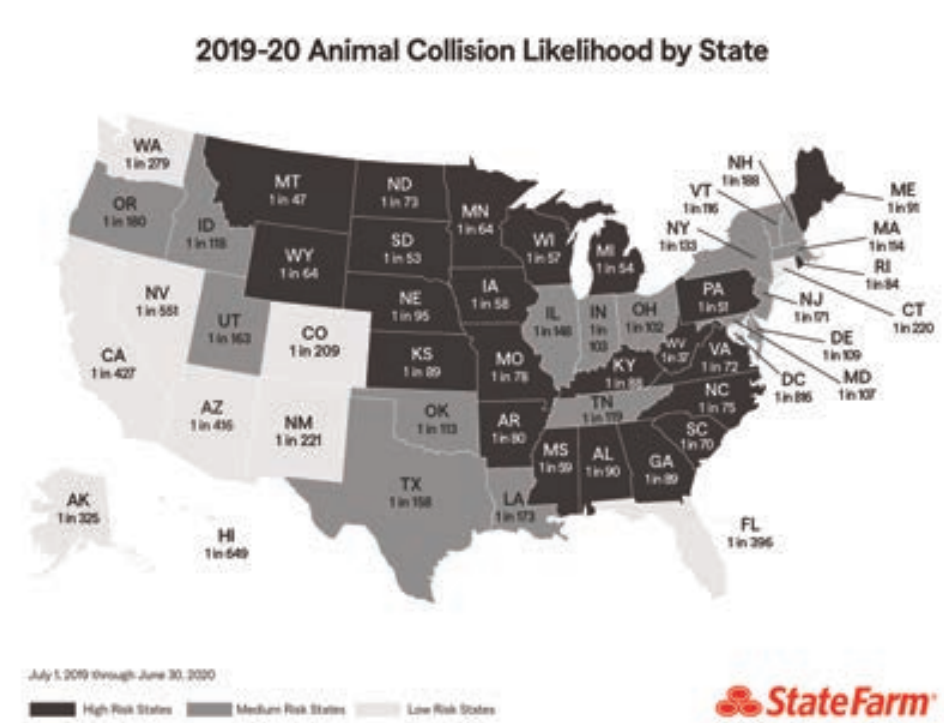 2019-20 Animal Collision Likelihood by State
WA
1 in 279
OR
1 in 180
ID
1 in 118
MT
1 in 47
ND
1 in 73
MN
1 in 64
WY
1 in 64
SD
1 in 53
WI
1 in 57
MI
1 in 54
NH
1 in 188
VT
1 in 116
NY
1 in 133
ME
1 in 91
MA
1 in 114
RI
1 in 84
CT
1 in 220
NJ
1 in 171
DE
1 in 109
MD
1 in 107
DC
1 in 816
PA
1 in 51
NV
1 in 551
UT
1 in 163
CO
1 in 209
NE
1 in 95
IA
1 in 58
IL
1 in 146
IN
1 in
103
OH
1 in 102
WV
1 in 37
VA
1 in 72
CA
1 in 427
KS
1 in 89
MO
1 in 78
KY
1 in
NC
1 in 75
TN
1 in 119
SC
1 in 70
AZ
1 in 416
NM
1 in 221
OK
1 in 113
AR
1 in 80
MS
1 in 59
AL
1 in 90
GA
1 in 89
TX
1 in 158
LA
1 in 173
AK
1 in 325
HI
1 in 649
FL
1 in 396
July 1, 2019 through June 30, 2020
High Risk States
Medium Risk States
Low Risk States
State Farm